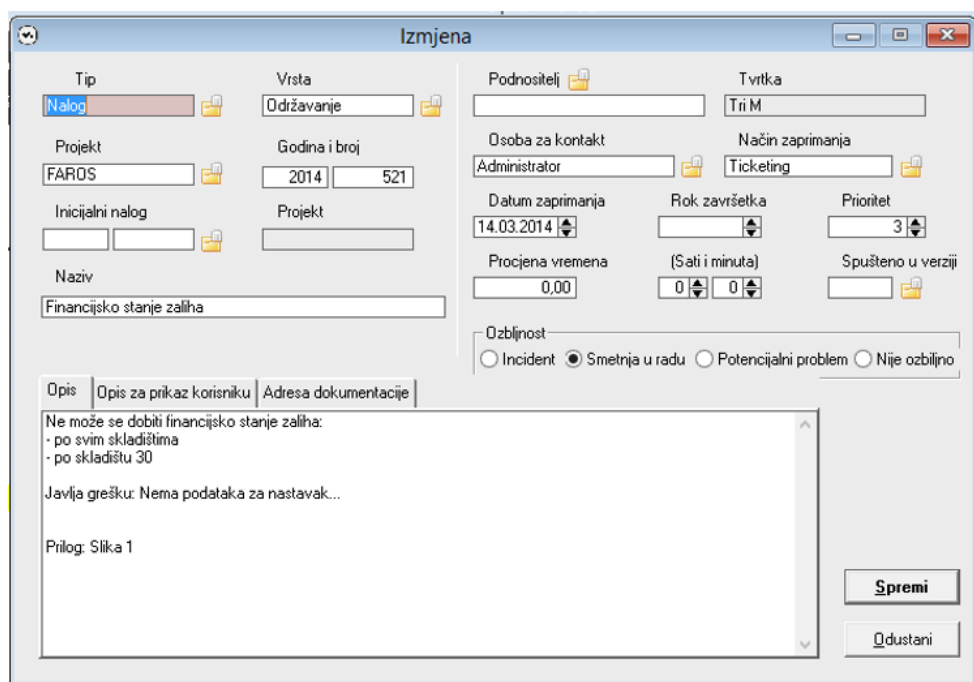 Izmjena
Tip
Vrsta
Nalog
Održavanje
Projekt
Godina i broj
FAROS
2014
521
Inicijalni nalog
Projekt
Naziv
Financijsko stanje zaliha
Podnositelj
Tvrtka
Tri M
Osoba za kontakt
Način zaprimanja
Administrator
Ticketing
Datum zaprimanja
Rok završetka
Prioritet
14.03.2014
3
Procjena vremena
(Sati i minuta)
Spušteno u verziji
0,00
0
0
Ozbljnost
Incident
Smetnja u radu
Potencijalni problem
Nije ozbiljno
Opis
Opis za prikaz korisniku
Adresa dokumentacije
Ne može se dobiti financijsko stanje zaliha:
- po svim skladištima
- po skladištu 30
Javlja grešku: Nema podataka za nastavak...
Prilog: Slika 1
Spremi
Odustani